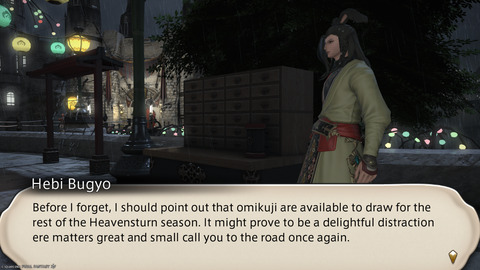 Hebi Bugyo
Before I forget, I should point out that omikuji are available to draw for the
rest of the Heavensturn season. It might prove to be a delightful distraction
ere matters great and small call you to the road once again.